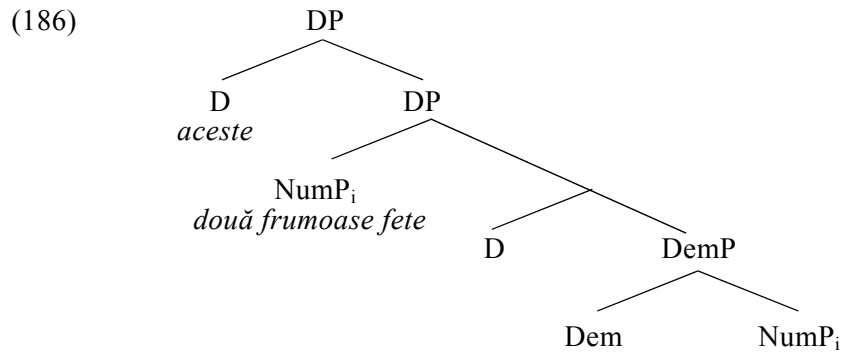 (186) DP
D DP
aceste
NumPi
două frumoase fete
D DemP
Dem NumPi